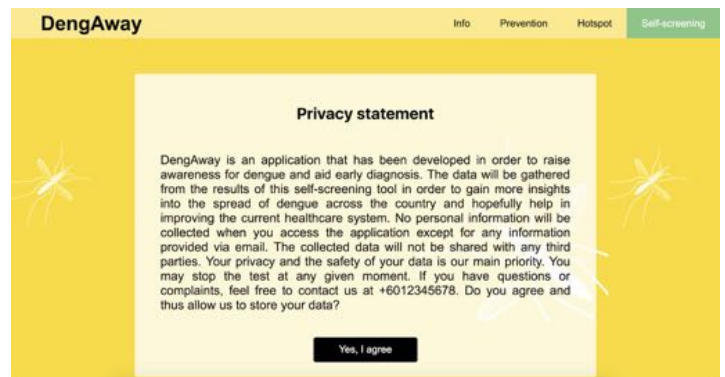 DengAway
Info
Prevention
Hotspot
Self-screening
Privacy statement
DengAway is an application that has been developed in order to raise
awareness for dengue and aid early diagnosis. The data will be gathered
from the results of this self-screening tool in order to gain more insights
into the spread of dengue across the country and hopefully help in
improving the current healthcare system. No personal information will be
collected when you access the application except for any information
provided via email. The collected data will not be shared with any third
parties. Your privacy and the safety of your data is our main priority. You
may stop the test at any given moment. If you have questions or
complaints, feel free to contact us at +6012345678. Do you agree and
thus allow us to store your data?
Yes, I agree